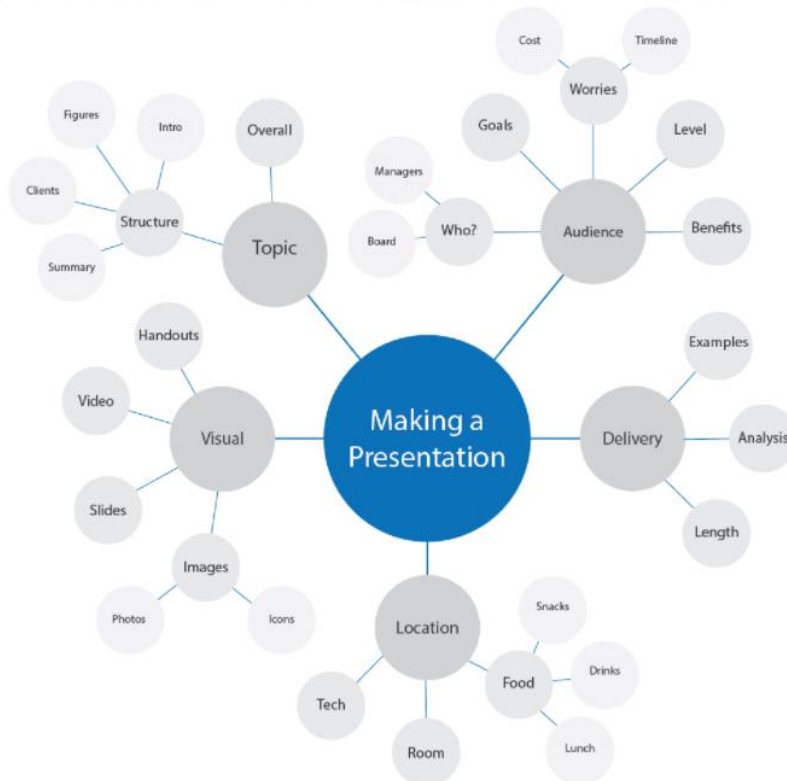 Making a
Presentation
Topic
Overall
Structure
Intro
Figures
Clients
Summary
Audience
Who?
Managers
Board
Goals
Worries
Cost
Timeline
Level
Benefits
Delivery
Examples
Analysis
Length
Location
Food
Snacks
Drinks
Lunch
Room
Tech
Visual
Handouts
Video
Slides
Images
Photos
Icons